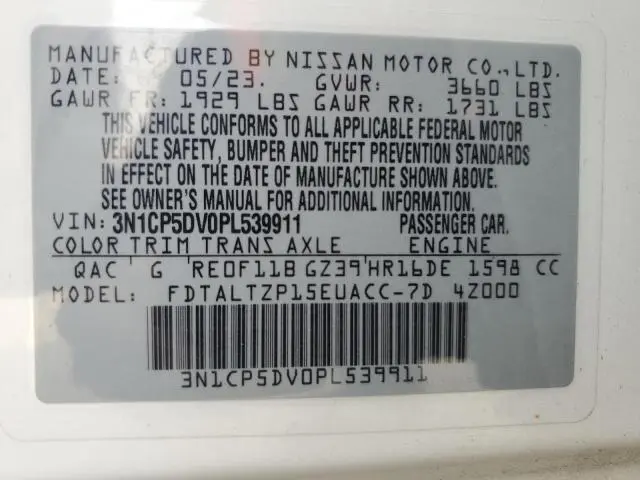 MANUFACTURED BY NISSAN MOTOR CO., LTD.
DATE: 05/23. GVWR: 3660 LBS
GAWR FR: 1929 LBS GAWR RR: 1731 LBS
THIS VEHICLE CONFORMS TO ALL APPLICABLE FEDERAL MOTOR
VEHICLE SAFETY, BUMPER AND THEFT PREVENTION STANDARDS
IN EFFECT ON THE DATE OF MANUFACTURE SHOWN ABOVE.
SEE OWNER'S MANUAL FOR ADDITIONAL INFORMATION.
VIN: 3N1CP5DV0PL539911 PASSENGER CAR.
COLOR TRIM TRANS AXLE ENGINE
QAC G RE0F11B GZ39 HR16DE 1598 CC
MODEL: FDTALTZP15EUACC-7D 4Z000
3N1CP5DV0PL539911